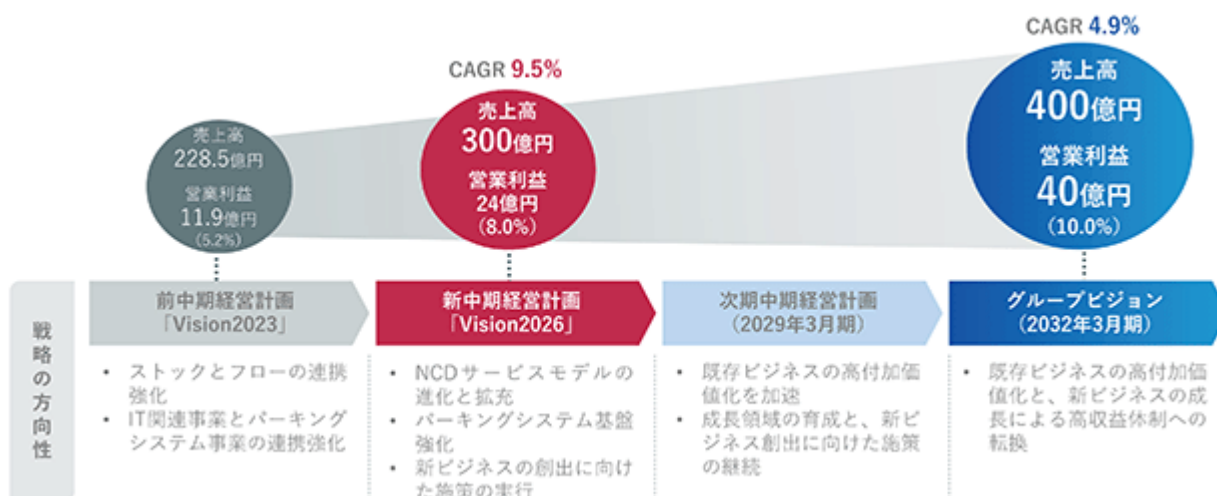 CAGR 4.9%
売上高
400億円
営業利益
40億円
(10.0%)
CAGR 9.5%
売上高
300億円
営業利益
24億円
(8.0%)
売上高
228.5億円
営業利益
11.9億円
(5.2%)
戦略の方向性
前中期経営計画
「Vision2023」
新中期経営計画
「Vision2026」
次期中期経営計画
（2029年3月期）
グループビジョン
（2032年3月期）
• ストックとフローの連携
強化
• IT関連事業とパーキング
システム事業の連携強化
• NCDサービスモデルの
進化と拡充
• パーキングシステム基盤
強化
• 新ビジネスの創出に向け
た施策の実行
• 既存ビジネスの高付加価
値化を加速
• 成長領域の育成と、新ビ
ジネス創出に向けた施策
の継続
• 既存ビジネスの高付加価
値化と、新ビジネスの成
長による高収益体制への
転換